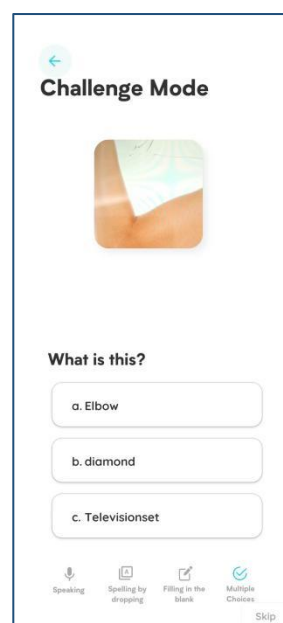 Challenge Mode
What is this?
a. Elbow
b. diamond
c. Televisionset
Speaking
Spelling by dropping
Filling in the blank
Multiple Choices
Skip